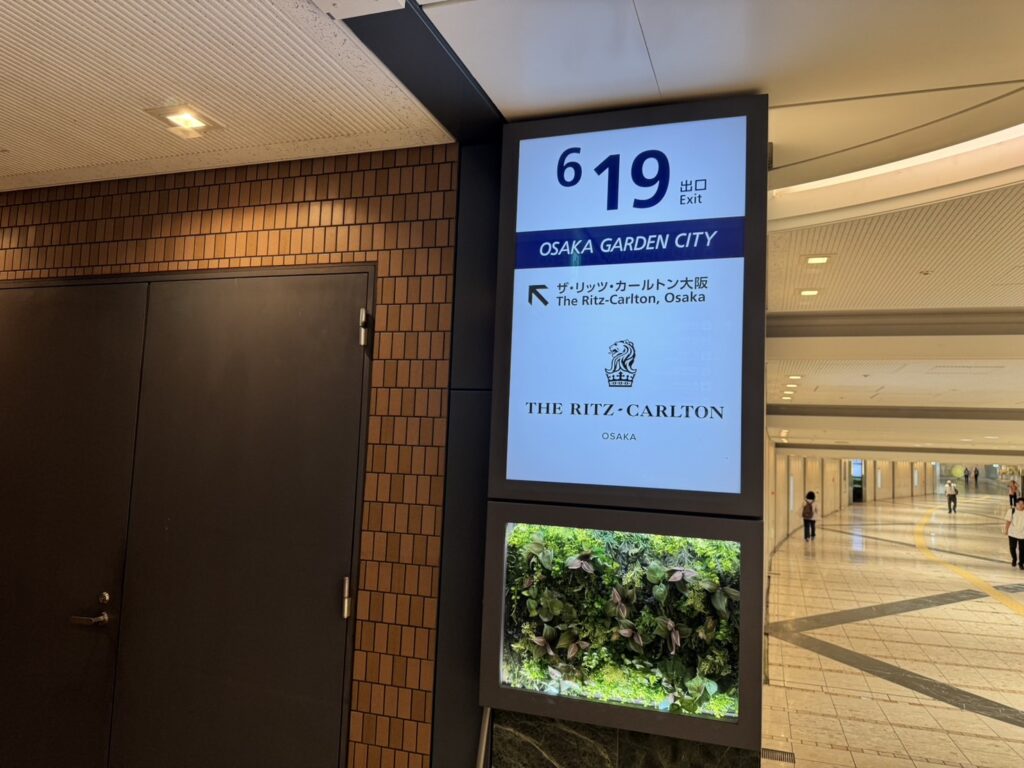 6 19 出口
Exit
OSAKA GARDEN CITY
ザ・リッツ・カールトン大阪
The Ritz-Carlton, Osaka
THE RITZ-CARLTON
OSAKA